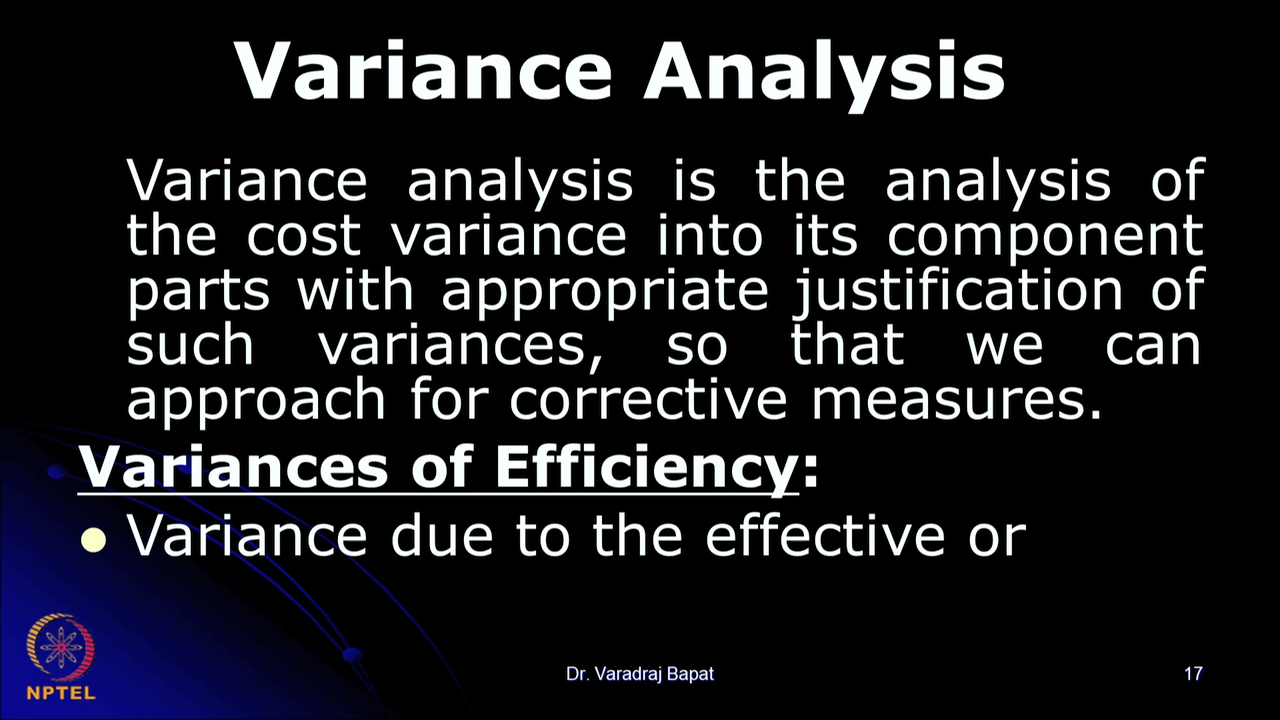 Variance Analysis
Variance analysis is the analysis of
the cost variance into its component
parts with appropriate justification of
such variances, so that we can
approach for corrective measures.
Variances of Efficiency:
Variance due to the effective or
NPTEL
Dr. Varadraj Bapat
17